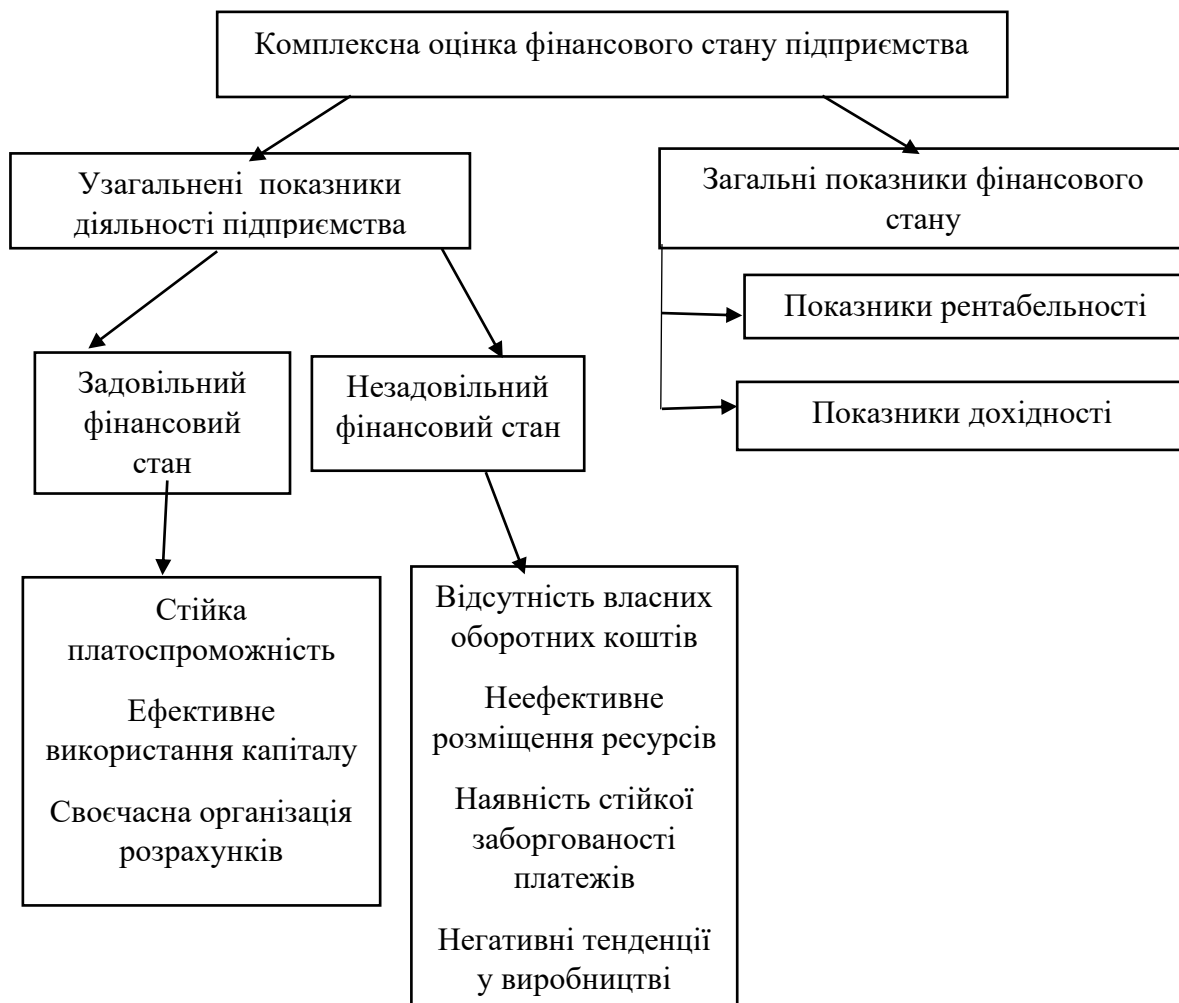 Комплексна оцінка фінансового стану підприємства
Узагальнені показники
діяльності підприємства
Загальні показники фінансового
стану
Показники рентабельності
Показники дохідності
Задовільний
фінансовий
стан
Незадовільний
фінансовий стан
Стійка
платоспроможність
Ефективне
використання капіталу
Своєчасна організація
розрахунків
Відсутність власних
оборотних коштів
Неефективне
розміщення ресурсів
Наявність стійкої
заборгованості
платежів
Негативні тенденції
у виробництві